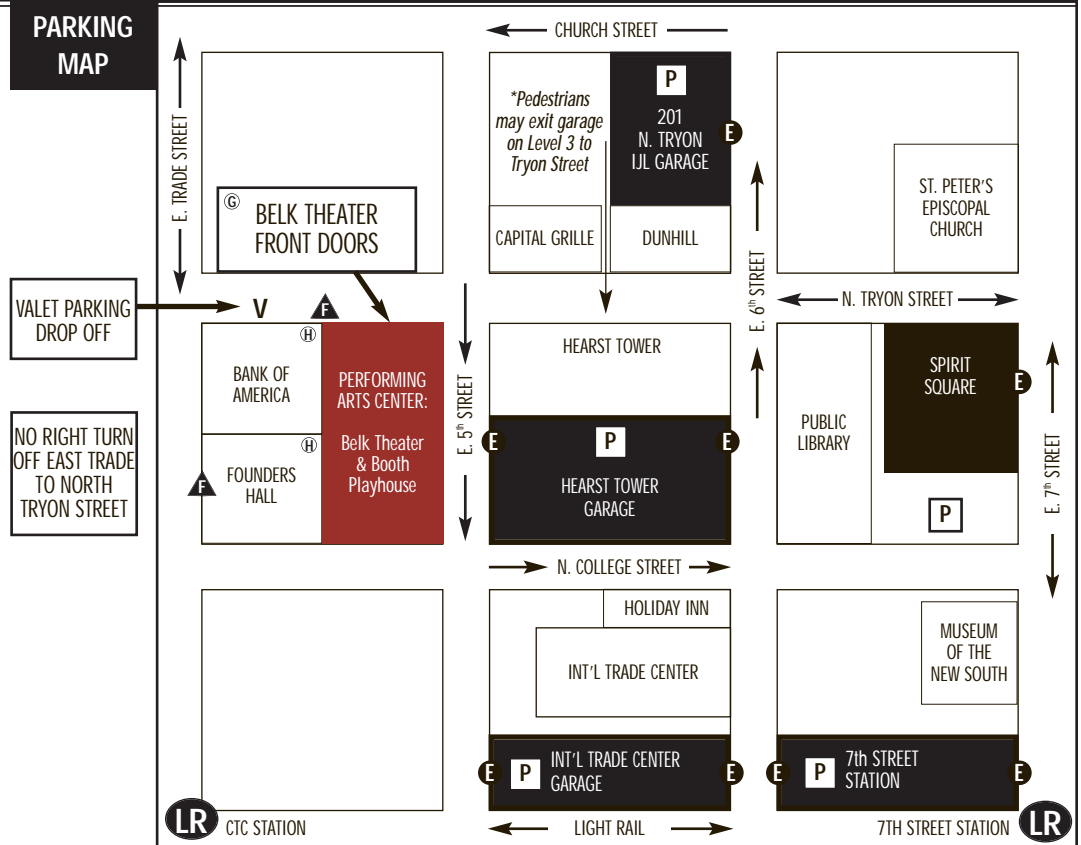 PARKING
MAP
CHURCH STREET
E. TRADE STREET
*Pedestrians
may exit garage
on Level 3 to
Tryon Street
P
201
N. TRYON
IJL GARAGE
E
G
BELK THEATER
FRONT DOORS
CAPITAL GRILLE
DUNHILL
ST. PETER'S
EPISCOPAL
CHURCH
E. 6th STREET
N. TRYON STREET
VALET PARKING
DROP OFF
V
F
H
BANK OF
AMERICA
PERFORMING
ARTS CENTER:
Belk Theater
& Booth
Playhouse
E. 5th STREET
HEARST TOWER
SPIRIT
SQUARE
E
PUBLIC
LIBRARY
E. 7th STREET
NO RIGHT TURN
OFF EAST TRADE
TO NORTH
TRYON STREET
H
FOUNDERS
HALL
F
E
P
E
HEARST TOWER
GARAGE
P
N. COLLEGE STREET
HOLIDAY INN
INT'L TRADE CENTER
MUSEUM
OF THE
NEW SOUTH
E
P
INT'L TRADE CENTER
GARAGE
E
E
P
7th STREET
STATION
E
LR
CTC STATION
LIGHT RAIL
7TH STREET STATION
LR